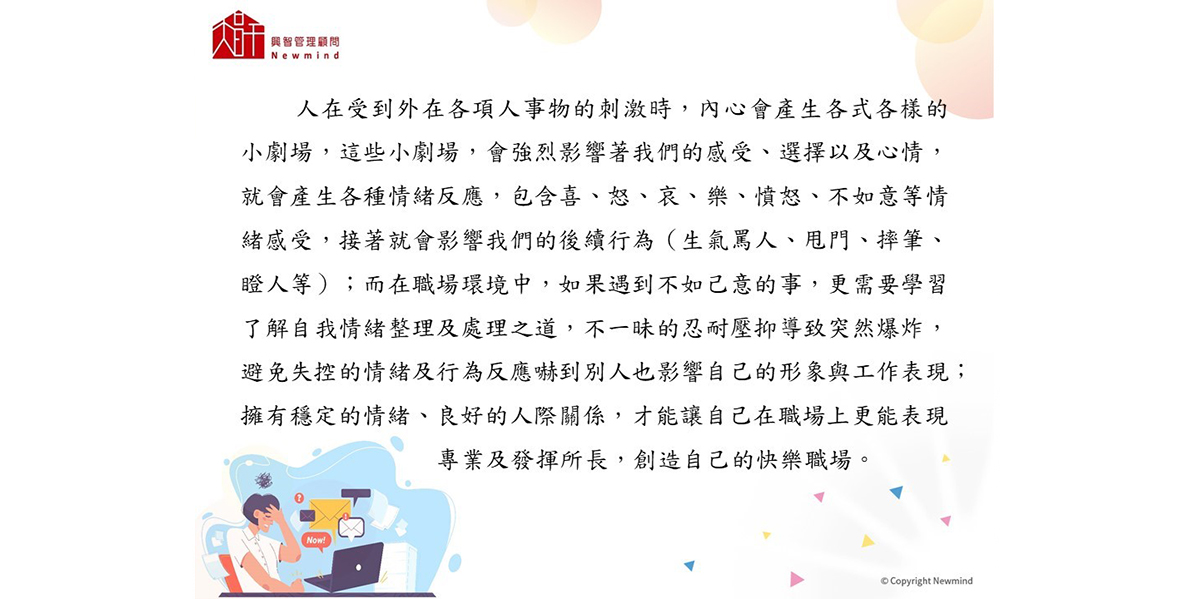 興智管理顧問
Newmind
人在受到外在各項人事物的刺激時，內心會產生各式各樣的
小劇場，這些小劇場，會強烈影響著我們的感受、選擇以及心情，
就會產生各種情緒反應，包含喜、怒、哀、樂、憤怒、不如意等情
緒感受，接著就會影響我們的後續行為（生氣罵人、甩門、摔筆、
瞪人等）；而在職場環境中，如果遇到不如己意的事，更需要學習
了解自我情緒整理及處理之道，不一昧的忍耐壓抑導致突然爆炸，
避免失控的情緒及行為反應嚇到別人也影響自己的形象與工作表現；
擁有穩定的情緒、良好的人際關係，才能讓自己在職場上更能表現
專業及發揮所長，創造自己的快樂職場。
?
!
Now!
© Copyright Newmind